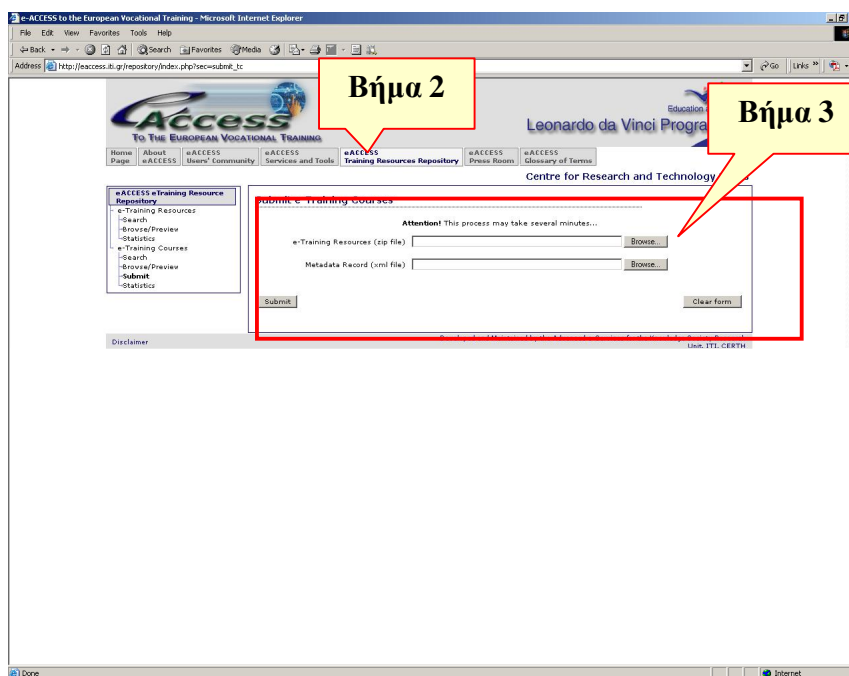 e-ACCESS to the European Vocational Training - Microsoft Internet Explorer
File Edit View Favorites Tools Help
Back Search Favorites Media
Address http://eaccess.iti.gr/repository/index.php?sec=submit_tc Go Links
Βήμα 2
Βήμα 3
Access
TO THE EUROPEAN VOCATIONAL TRAINING
Education
Leonardo da Vinci
Home Page
About eACCESS
eACCESS Users' Community
eACCESS Services and Tools
eACCESS Training Resources Repository
eACCESS Press Room
eACCESS Glossary of Terms
Centre for Research and Technology
eACCESS eTraining Resource Repository
e-Training Resources
Search
Browse/Preview
Statistics
e-Training Courses
Search
Browse/Preview
Submit
Statistics
Submit e-Training Courses
Attention! This process may take several minutes...
e-Training Resources (zip file) Browse...
Metadata Record (xml file) Browse...
Submit Clear form
Disclaimer
Unit, ITI, CERTH
Done Internet